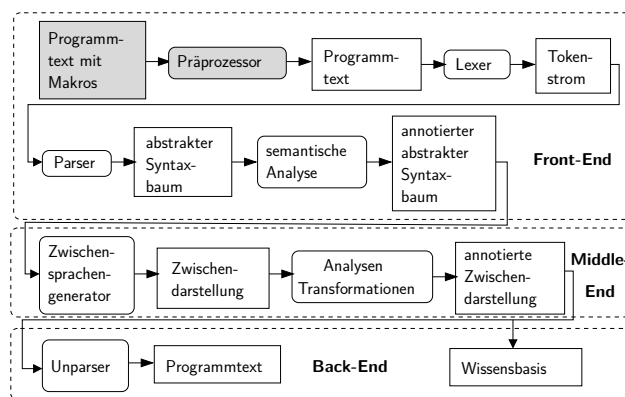 Programm-
text mit
Makros
Präprozessor
Programm-
text
Lexer
Token-
strom
Parser
abstrakter
Syntax-
baum
semantische
Analyse
annotierter
abstrakter
Syntax-
baum
Front-End
Zwischen-
sprachen-
generator
Zwischen-
darstellung
Analysen
Transformationen
annotierte
Zwischen-
darstellung
Middle-
End
Unparser
Programmtext
Back-End
Wissensbasis